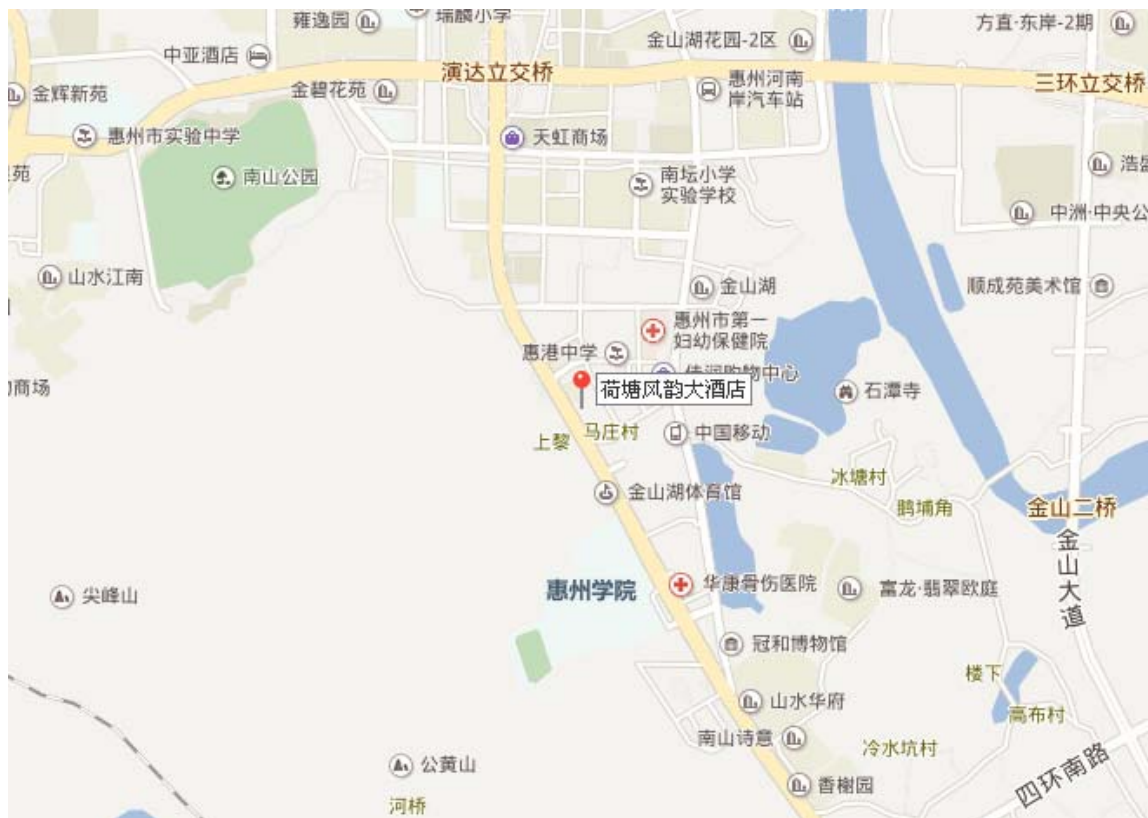 雍逸园
瑞麟小学
金山湖花园-2区
方直·东岸-2期
中亚酒店
演达立交桥
惠州河南
岸汽车站
三环立交桥
金辉新苑
金碧花苑
惠州市实验中学
天虹商场
浩盛
苑
南山公园
南坛小学
实验学校
中洲·中央公
山水江南
金山湖
顺成苑美术馆
惠州市第一
妇幼保健院
惠港中学
佳润购物中心
商场
荷塘风韵大酒店
石潭寺
上黎
马庄村
中国移动
冰塘村
金山湖体育馆
鹅埔角
金山二桥
金山大道
尖峰山
惠州学院
华康骨伤医院
富龙·翡翠欧庭
冠和博物馆
楼下
山水华府
高布村
南山诗意
冷水坑村
四环南路
公黄山
香榭园
河桥